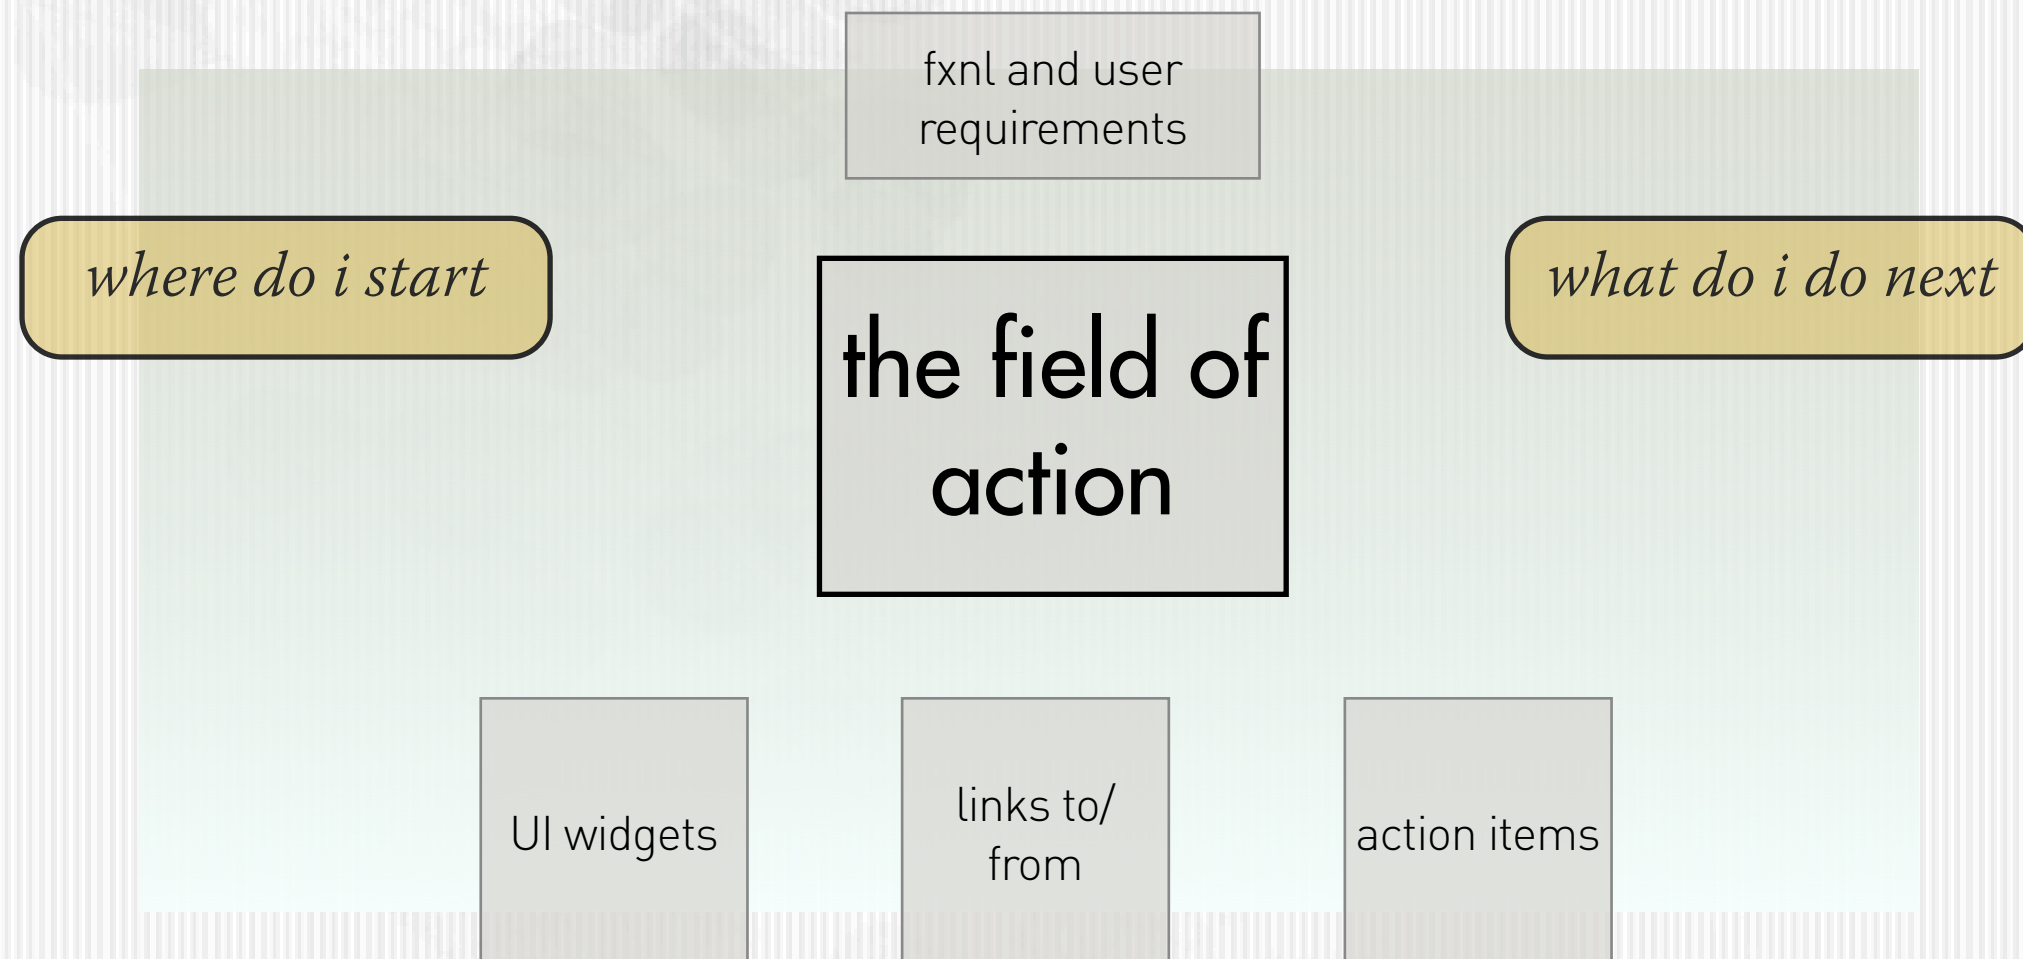 fxnl and user
requirements
where do i start
what do i do next
the field of
action
UI widgets
links to/
from
action items